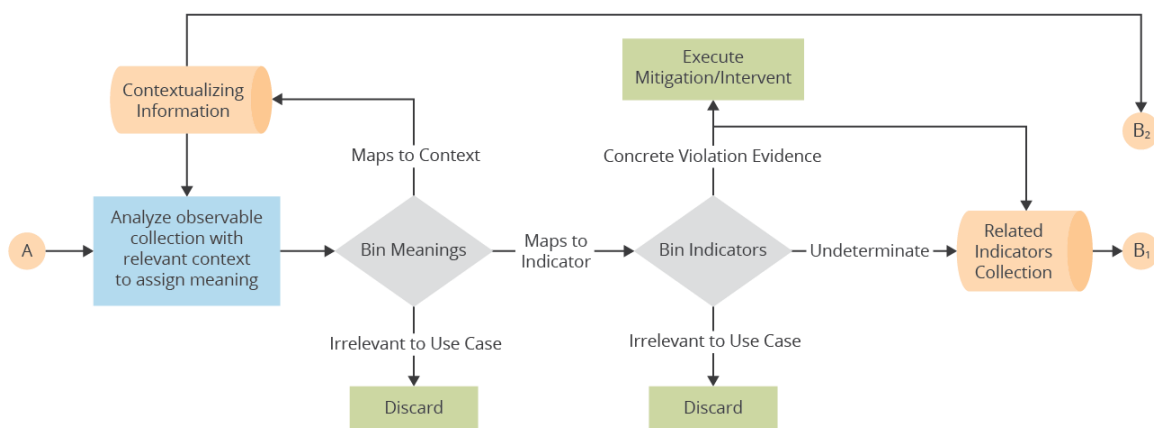 Contextualizing
Information
Execute
Mitigation/Intervent
B₂
Maps to Context
Concrete Violation Evidence
A
Analyze observable
collection with
relevant context
to assign meaning
Bin Meanings
Maps to
Indicator
Bin Indicators
Undeterminate
Related
Indicators
Collection
B₁
Irrelevant to Use Case
Irrelevant to Use Case
Discard
Discard